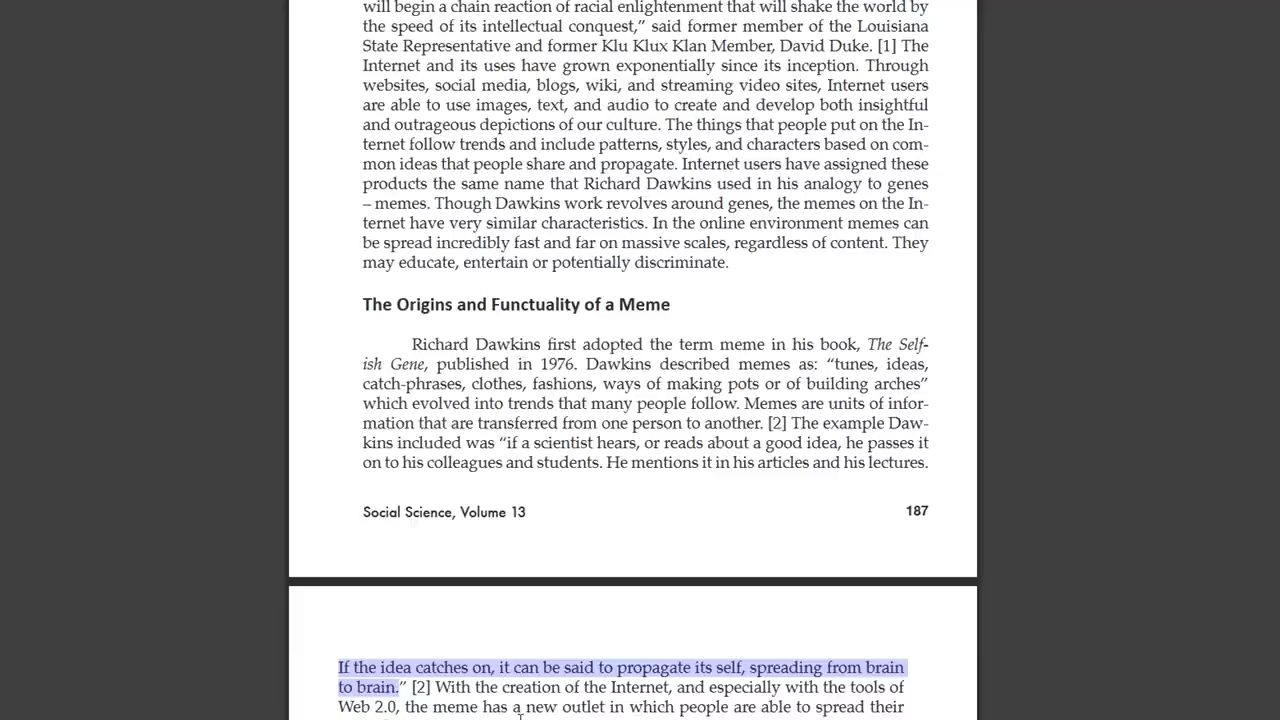 will begin a chain reaction of racial enlightenment that will shake the world by
the speed of its intellectual conquest,” said former member of the Louisiana
State Representative and former Klu Klux Klan Member, David Duke. [1] The
Internet and its uses have grown exponentially since its inception. Through
websites, social media, blogs, wiki, and streaming video sites, Internet users
are able to use images, text, and audio to create and develop both insightful
and outrageous depictions of our culture. The things that people put on the In-
ternet follow trends and include patterns, styles, and characters based on com-
mon ideas that people share and propagate. Internet users have assigned these
products the same name that Richard Dawkins used in his analogy to genes
– memes. Though Dawkins work revolves around genes, the memes on the In-
ternet have very similar characteristics. In the online environment memes can
be spread incredibly fast and far on massive scales, regardless of content. They
may educate, entertain or potentially discriminate.
The Origins and Functuality of a Meme
Richard Dawkins first adopted the term meme in his book, The Self-
ish Gene, published in 1976. Dawkins described memes as: “tunes, ideas,
catch-phrases, clothes, fashions, ways of making pots or of building arches”
which evolved into trends that many people follow. Memes are units of infor-
mation that are transferred from one person to another. [2] The example Daw-
kins included was “if a scientist hears, or reads about a good idea, he passes it
on to his colleagues and students. He mentions it in his articles and his lectures.
Social Science, Volume 13 187
If the idea catches on, it can be said to propagate its self, spreading from brain
to brain.” [2] With the creation of the Internet, and especially with the tools of
Web 2.0, the meme has a new outlet in which people are able to spread their